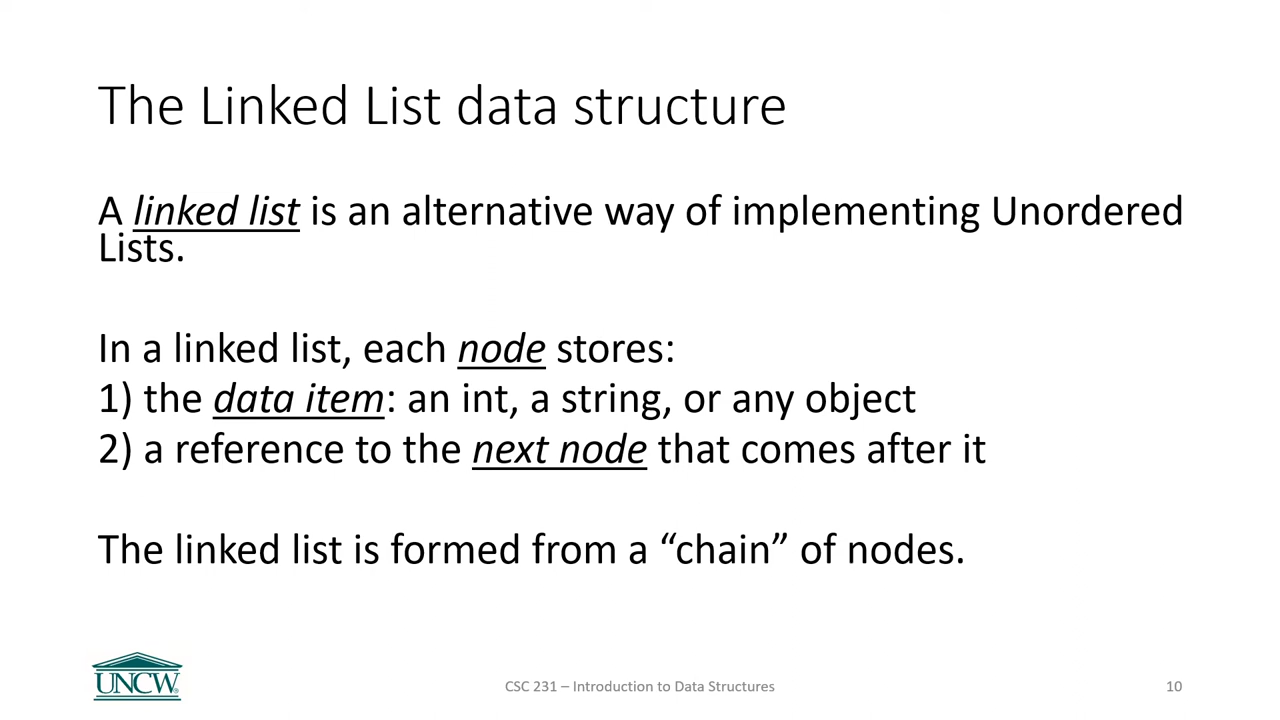 The Linked List data structure
A linked list is an alternative way of implementing Unordered
Lists.
In a linked list, each node stores:
1) the data item: an int, a string, or any object
2) a reference to the next node that comes after it
The linked list is formed from a “chain” of nodes.
UNCW
CSC 231 – Introduction to Data Structures
10